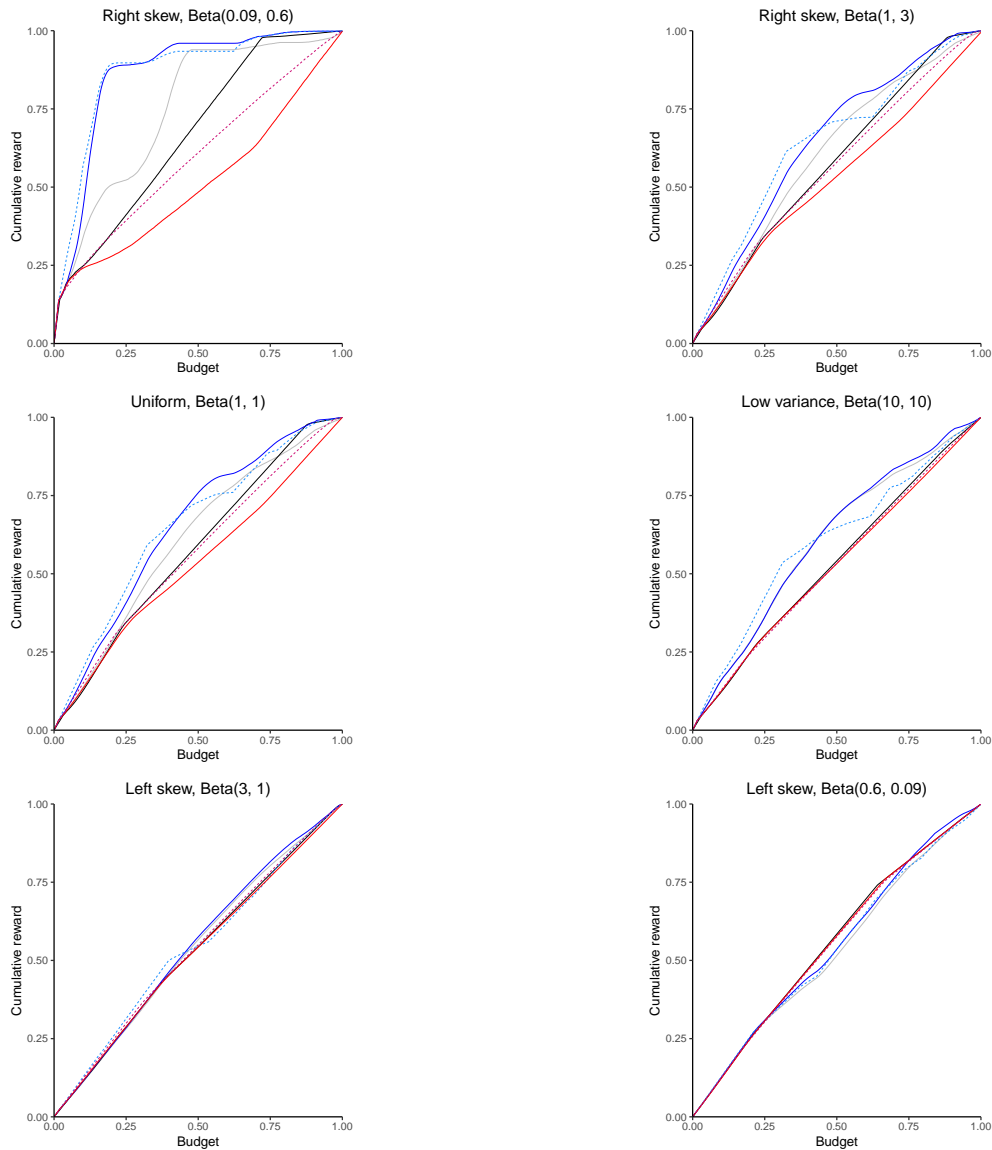 Right skew, Beta(0.09, 0.6)
1.00
0.75
0.50
0.25
0.00
Cumulative reward
0.00 0.25 0.50 0.75 1.00
Budget
Right skew, Beta(1, 3)
1.00
0.75
0.50
0.25
0.00
Cumulative reward
0.00 0.25 0.50 0.75 1.00
Budget
Uniform, Beta(1, 1)
1.00
0.75
0.50
0.25
0.00
Cumulative reward
0.00 0.25 0.50 0.75 1.00
Budget
Low variance, Beta(10, 10)
1.00
0.75
0.50
0.25
0.00
Cumulative reward
0.00 0.25 0.50 0.75 1.00
Budget
Left skew, Beta(3, 1)
1.00
0.75
0.50
0.25
0.00
Cumulative reward
0.00 0.25 0.50 0.75 1.00
Budget
Left skew, Beta(0.6, 0.09)
1.00
0.75
0.50
0.25
0.00
Cumulative reward
0.00 0.25 0.50 0.75 1.00
Budget